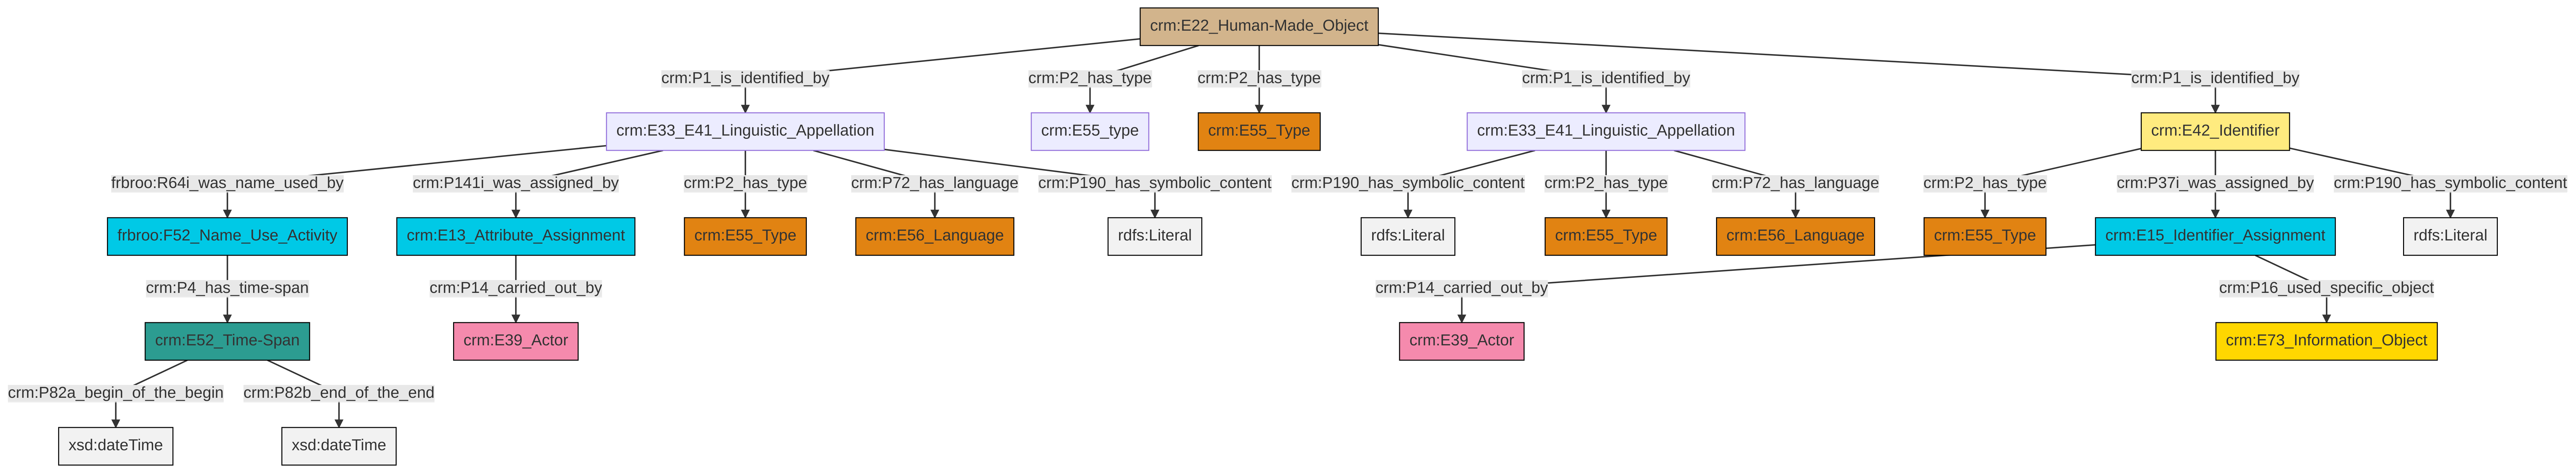 crm:E22_Human-Made_Object
crm:P1_is_identified_by
crm:P2_has_type
crm:P2_has_type
crm:P1_is_identified_by
crm:P1_is_identified_by
crm:E33_E41_Linguistic_Appellation
crm:E55_type
crm:E55_Type
crm:E33_E41_Linguistic_Appellation
crm:E42_Identifier
frbroo:R64i_was_name_used_by
crm:P141i_was_assigned_by
crm:P2_has_type
crm:P72_has_language
crm:P190_has_symbolic_content
crm:P190_has_symbolic_content
crm:P2_has_type
crm:P72_has_language
crm:P2_has_type
crm:P37i_was_assigned_by
crm:P190_has_symbolic_content
frbroo:F52_Name_Use_Activity
crm:E13_Attribute_Assignment
crm:E55_Type
crm:E56_Language
rdfs:Literal
rdfs:Literal
crm:E55_Type
crm:E56_Language
crm:E55_Type
crm:E15_Identifier_Assignment
rdfs:Literal
crm:P4_has_time-span
crm:P14_carried_out_by
crm:P14_carried_out_by
crm:P16_used_specific_object
crm:E52_Time-Span
crm:E39_Actor
crm:E39_Actor
crm:E73_Information_Object
crm:P82a_begin_of_the_begin
crm:P82b_end_of_the_end
xsd:dateTime
xsd:dateTime